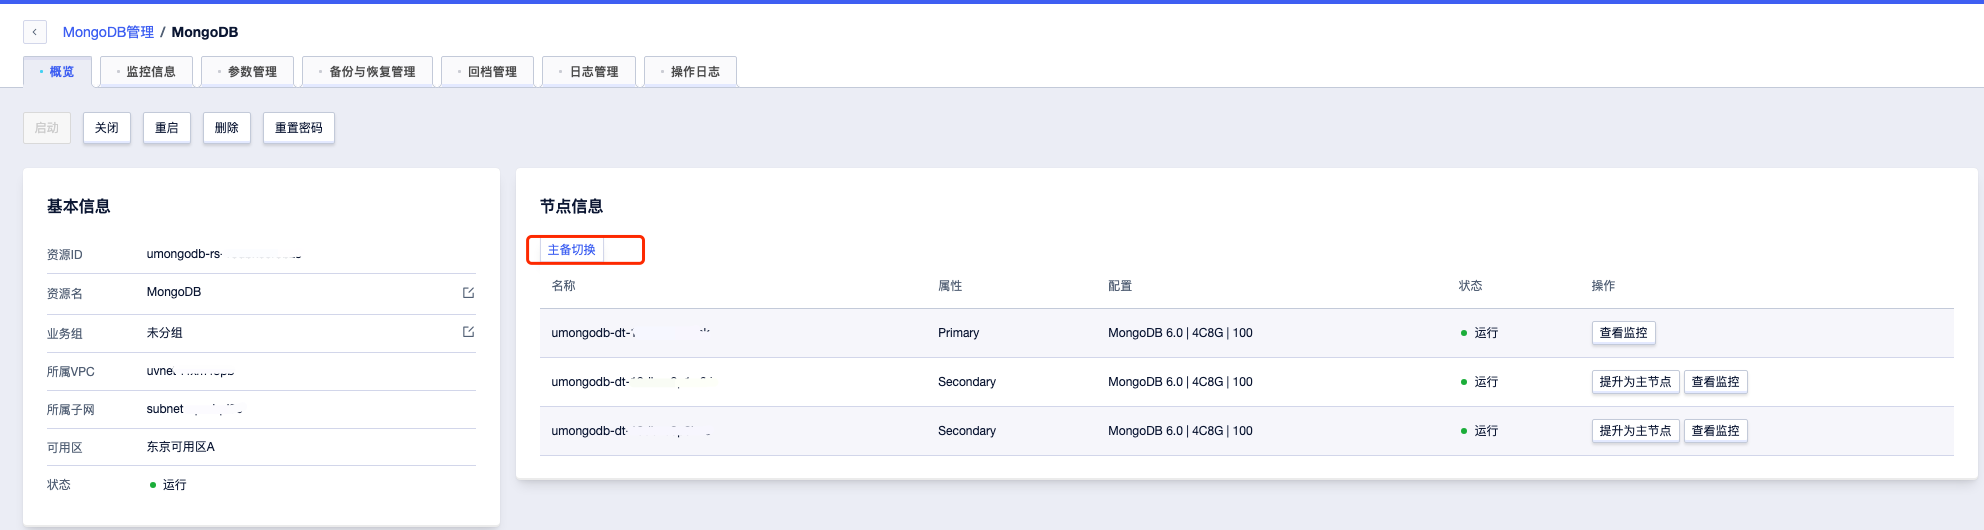 MongoDB管理 / MongoDB
概览 监控信息 参数管理 备份与恢复管理 回档管理 日志管理 操作日志
启动 关闭 重启 删除 重置密码
基本信息
资源ID umongodb-rs-
资源名 MongoDB
业务组 未分组
所属VPC uvnet
所属子网 subnet
可用区 东京可用区A
状态 运行
节点信息
主备切换
名称 属性 配置 状态 操作
umongodb-dt- Primary MongoDB 6.0 | 4C8G | 100 运行 查看监控
umongodb-dt- Secondary MongoDB 6.0 | 4C8G | 100 运行 提升为主节点 查看监控
umongodb-dt- Secondary MongoDB 6.0 | 4C8G | 100 运行 提升为主节点 查看监控